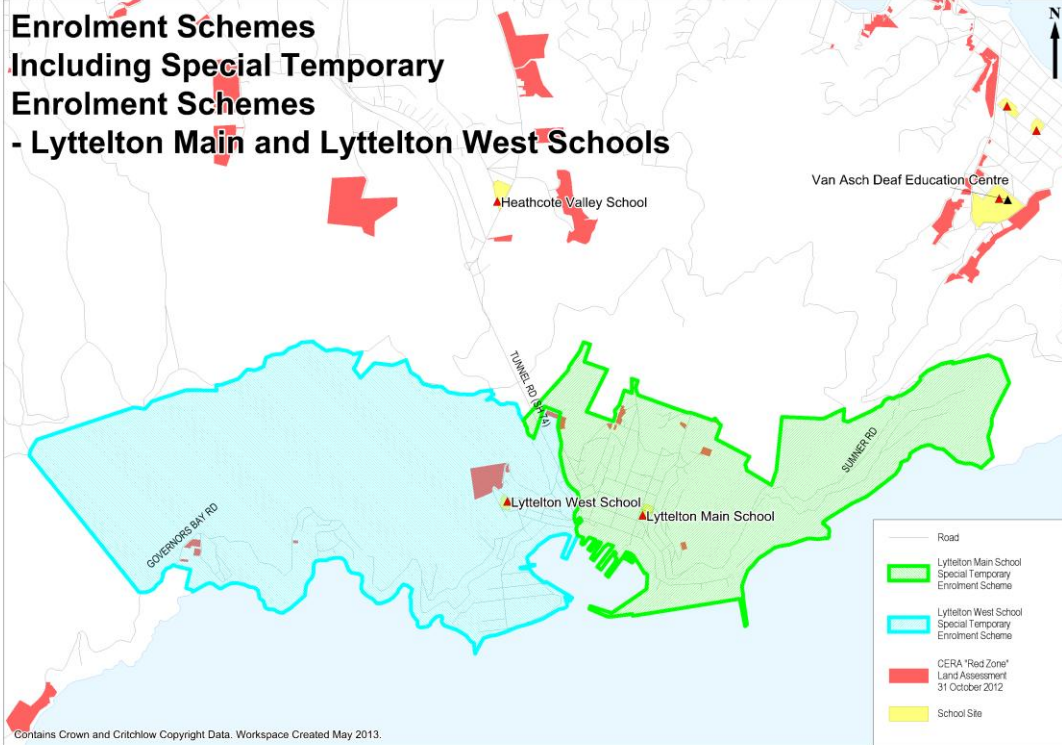 Enrolment Schemes
Including Special Temporary
Enrolment Schemes
- Lyttelton Main and Lyttelton West Schools
N
Van Asch Deaf Education Centre
Heathcote Valley School
TUNNEL RD (SH 74)
SUMNER RD
Lyttelton West School
Lyttelton Main School
GOVERNORS BAY RD
Road
Lyttelton Main School
Special Temporary
Enrolment Scheme
Lyttelton West School
Special Temporary
Enrolment Scheme
CERA "Red Zone"
Land Assessment
31 October 2012
School Site
Contains Crown and Critchlow Copyright Data. Workspace Created May 2013.